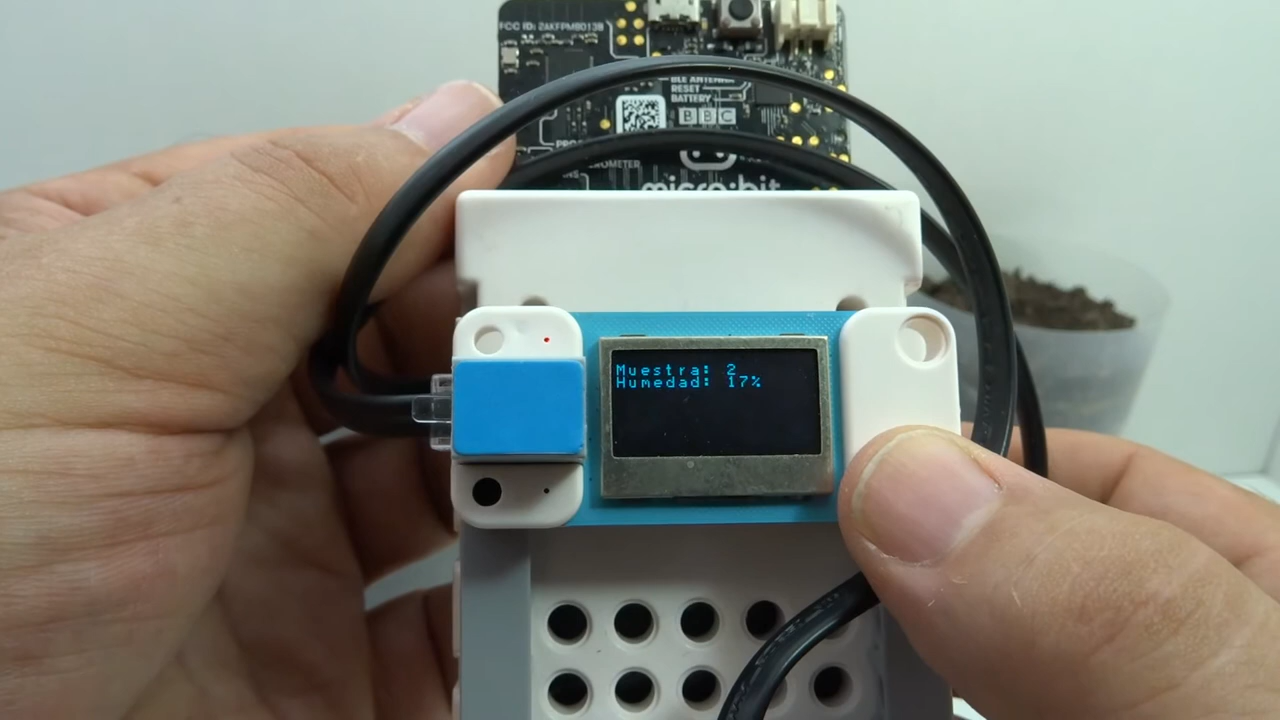 FCC ID: 2AKFPMB013B
BLE ANTENNA
RESET
BATTERY
BBC
micro:bit
Muestra: 2
Humedad: 17%